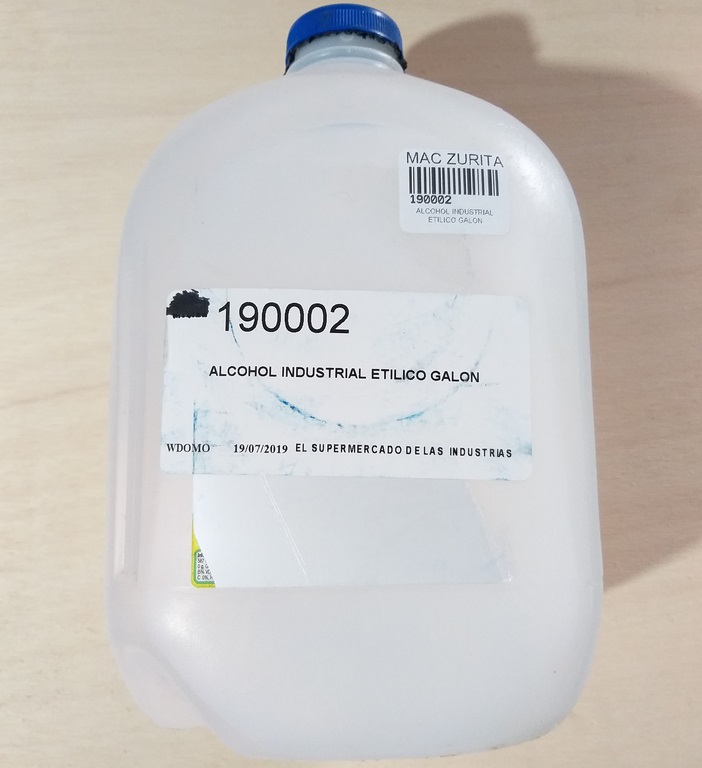 MAC ZURITA
190002
ALCOHOL INDUSTRIAL
ETILICO GALON
190002
ALCOHOL INDUSTRIAL ETILICO GALON
WDOMO 19/07/2019 EL SUPERMERCADO DE LAS INDUSTRIAS